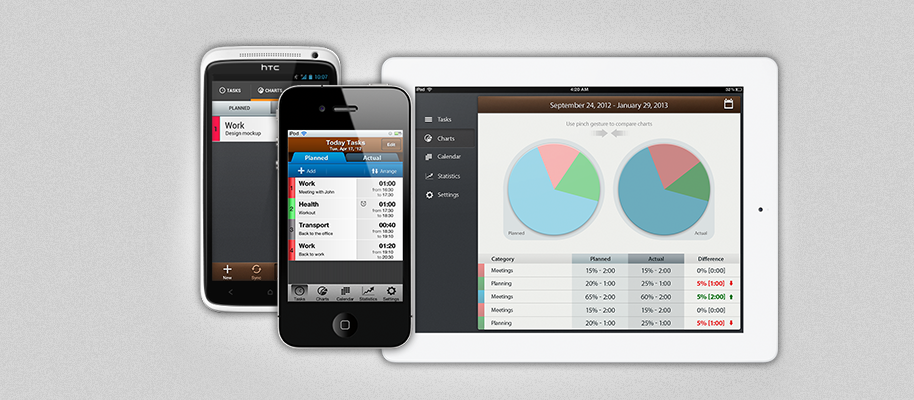 hTC
10:07
TASKS
CHARTS
PLANNED
1
Work
Design mockup
New
Sync
iPod
Today Tasks
Tue, Apr 17, '12
Edit
Planned
Actual
Add
Arrange
1
Work
01:00
Meeting with John
from 16:30
to 17:30
2
Health
01:00
Workout
from 17:30
to 18:30
3
Transport
00:40
Back to the office
from 18:30
to 19:10
4
Work
01:20
Back to work
from 19:10
to 20:30
Tasks
Charts
Calendar
Statistics
Settings
iPad
4:20 AM
September 24, 2012 - January 29, 2013
Tasks
Charts
Calendar
Statistics
Settings
Use pinch gesture to compare charts
Planned
Actual
Category Planned Actual Difference
Meetings 15% - 2:00 15% - 2:00 0% [0:00]
Planning 20% - 1:00 25% - 1:00 5% [1:00]
Meetings 65% - 2:00 60% - 2:00 5% [2:00]
Meetings 15% - 2:00 15% - 2:00 0% [0:00]
Planning 20% - 1:00 25% - 1:00 5% [1:00]